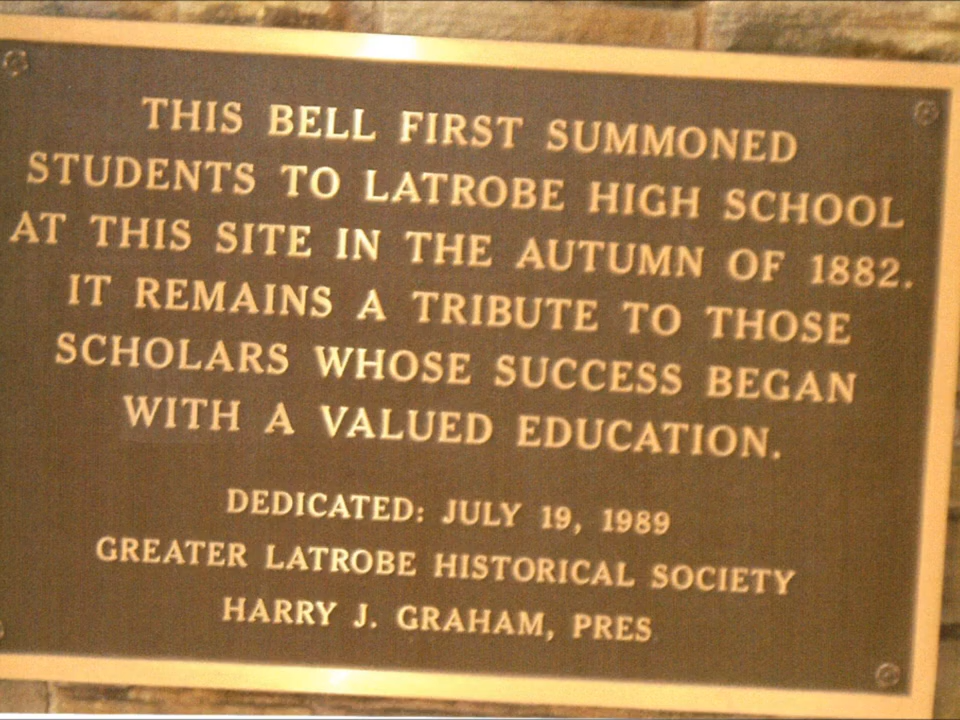 THIS BELL FIRST SUMMONED
STUDENTS TO LATROBE HIGH SCHOOL
AT THIS SITE IN THE AUTUMN OF 1882.
IT REMAINS A TRIBUTE TO THOSE
SCHOLARS WHOSE SUCCESS BEGAN
WITH A VALUED EDUCATION.
DEDICATED: JULY 19, 1989
GREATER LATROBE HISTORICAL SOCIETY
HARRY J. GRAHAM, PRES